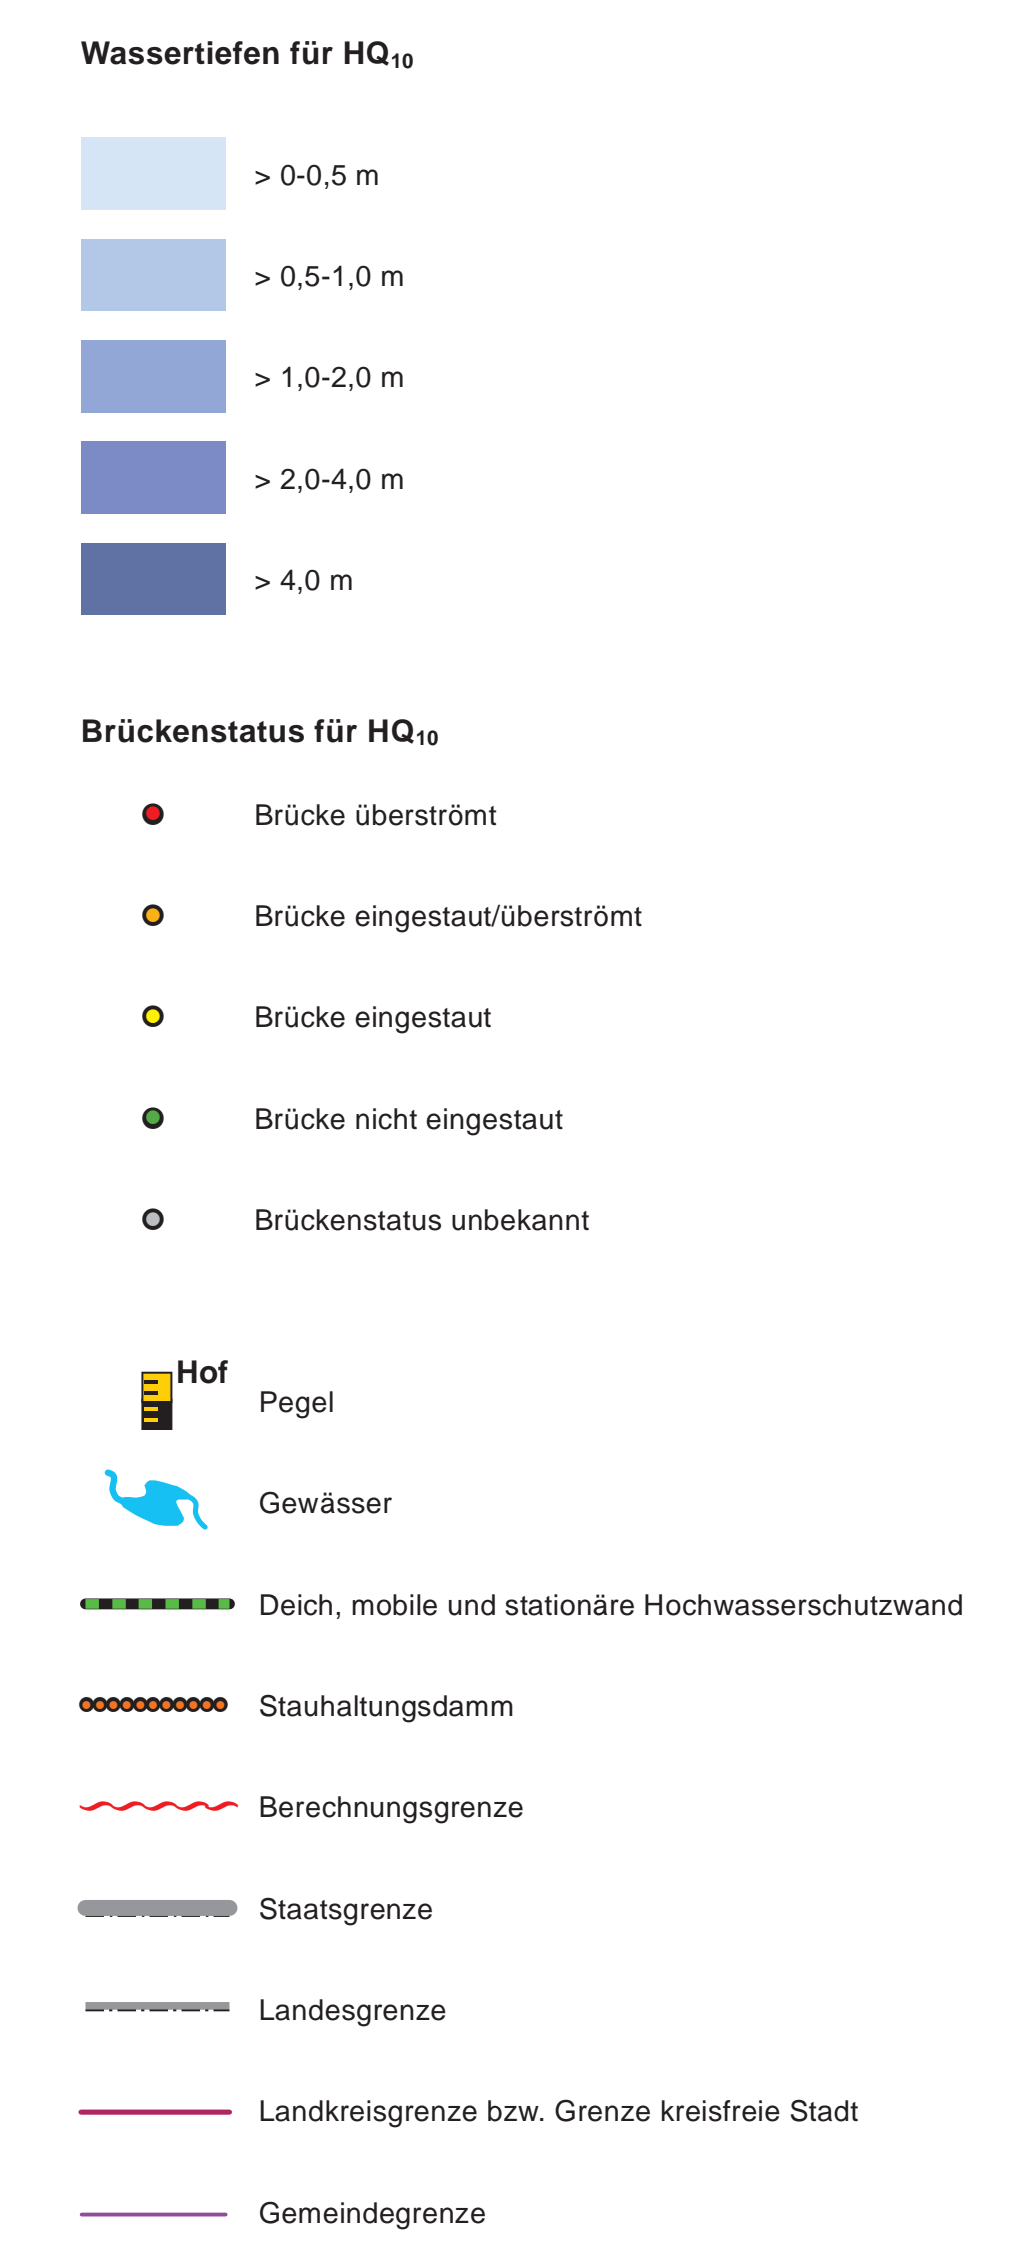 Wassertiefen für HQ10
> 0-0,5 m
> 0,5-1,0 m
> 1,0-2,0 m
> 2,0-4,0 m
> 4,0 m
Brückenstatus für HQ10
Brücke überströmt
Brücke eingestaut/überströmt
Brücke eingestaut
Brücke nicht eingestaut
Brückenstatus unbekannt
Hof
Pegel
Gewässer
Deich, mobile und stationäre Hochwasserschutzwand
Stauhaltungsdamm
Berechnungsgrenze
Staatsgrenze
Landesgrenze
Landkreisgrenze bzw. Grenze kreisfreie Stadt
Gemeindegrenze